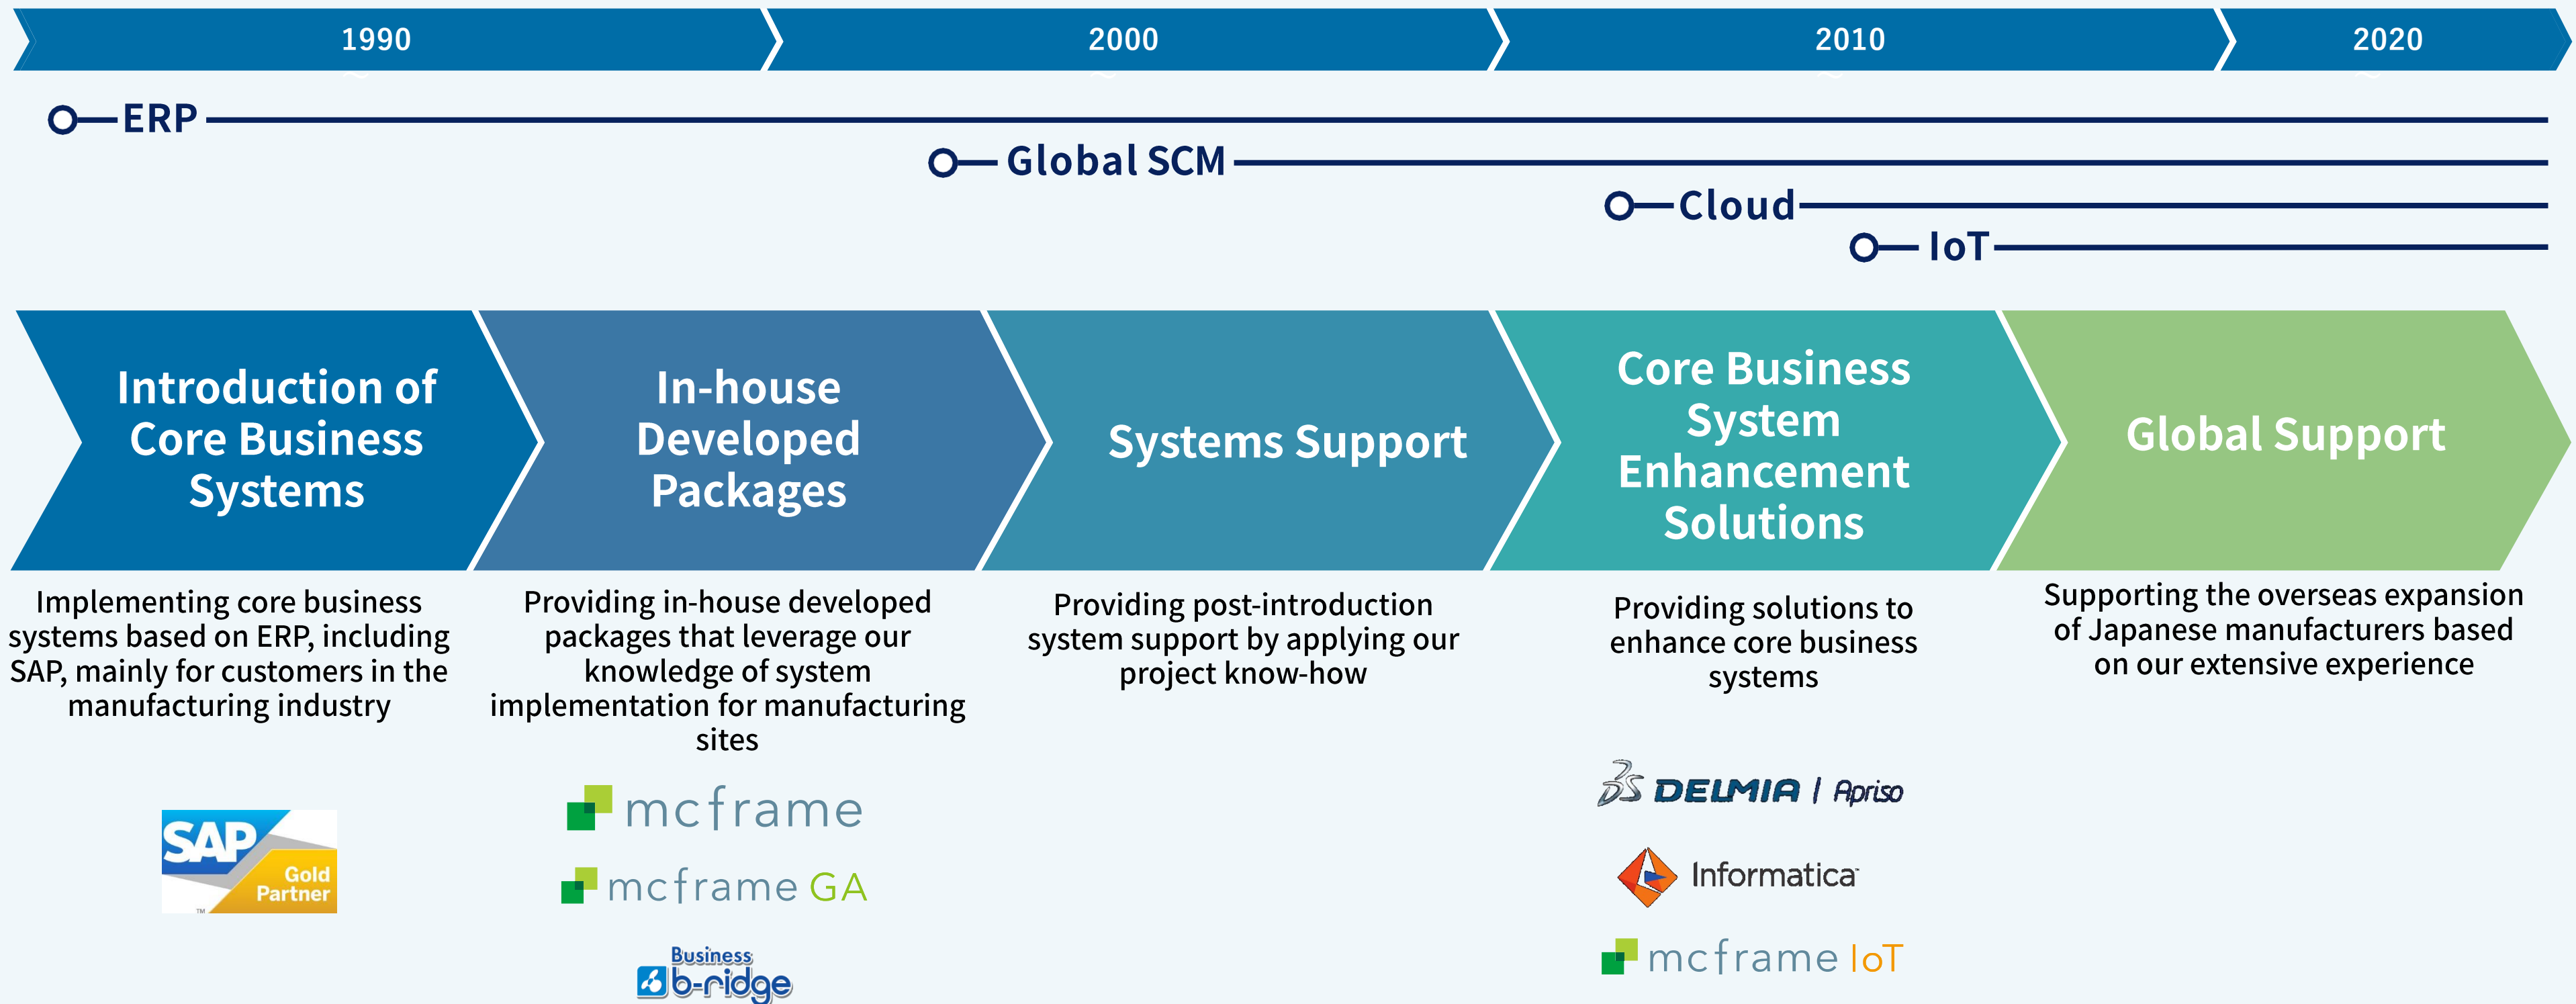 1990
2000
2010
2020
~
~
~
~
ERP
Global SCM
Cloud
IoT
Introduction of
Core Business
Systems
In-house
Developed
Packages
Systems Support
Core Business
System
Enhancement
Solutions
Global Support
Implementing core business
systems based on ERP, including
SAP, mainly for customers in the
manufacturing industry
Providing in-house developed
packages that leverage our
knowledge of system
implementation for manufacturing
sites
Providing post-introduction
system support by applying our
project know-how
Providing solutions to
enhance core business
systems
Supporting the overseas expansion
of Japanese manufacturers based
on our extensive experience
SAP
Gold
Partner
TM
mcframe
mcframe GA
Business
b-ridge
DS DELMIA | Apriso
Informatica™
mcframe IoT